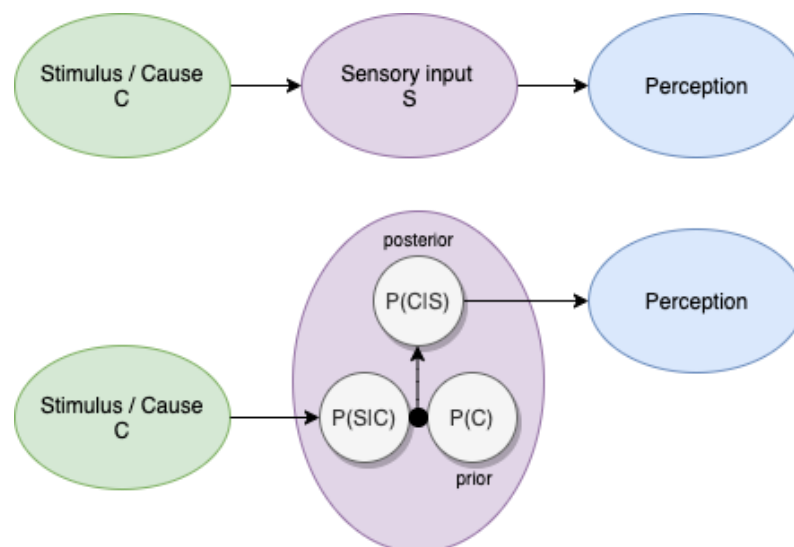 Stimulus / Cause
C
Sensory input
S
Perception
posterior
P(C|S)
Perception
Stimulus / Cause
C
P(S|C)
P(C)
prior